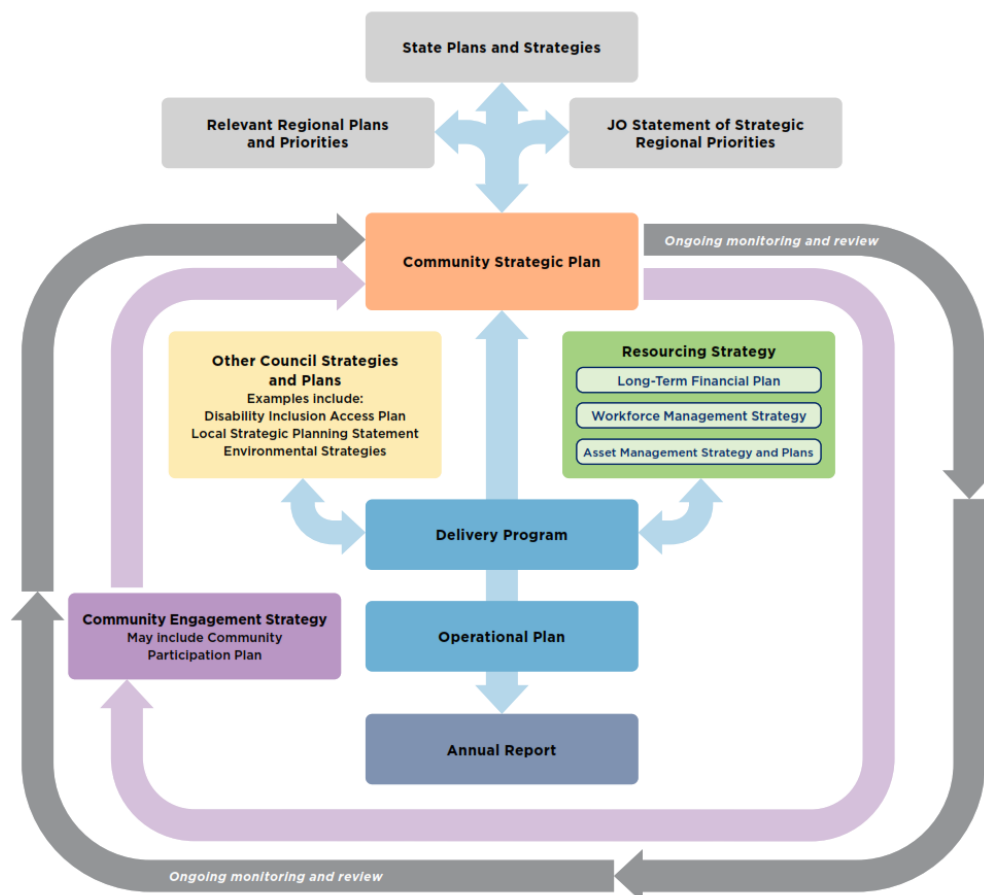 State Plans and Strategies
Relevant Regional Plans
and Priorities
JO Statement of Strategic
Regional Priorities
Community Strategic Plan
Ongoing monitoring and review
Other Council Strategies
and Plans
Examples include:
Disability Inclusion Access Plan
Local Strategic Planning Statement
Environmental Strategies
Resourcing Strategy
Long-Term Financial Plan
Workforce Management Strategy
Asset Management Strategy and Plans
Delivery Program
Community Engagement Strategy
May include Community
Participation Plan
Operational Plan
Annual Report
Ongoing monitoring and review